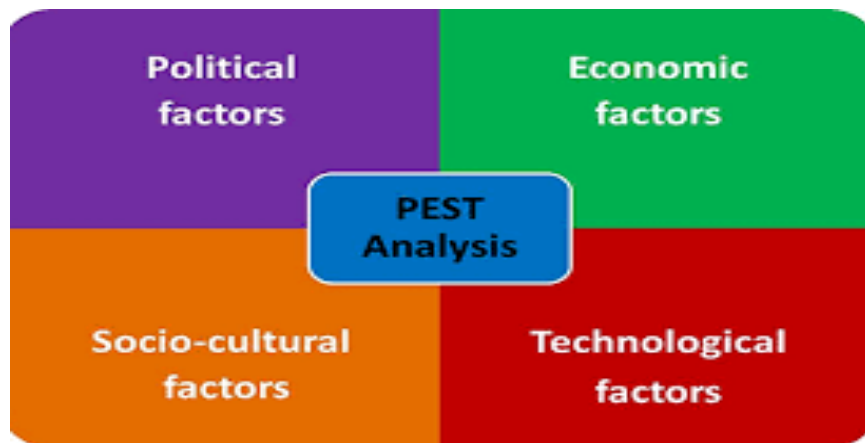 Political
factors
Economic
factors
PEST
Analysis
Socio-cultural
factors
Technological
factors